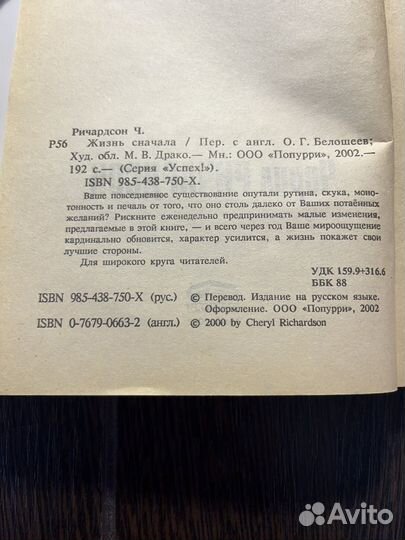 Ричардсон Ч.
Р56 Жизнь сначала / Пер. с англ. О. Г. Белошеев;
Худ. обл. М. В. Драко.— Мн.: ООО «Попурри», 2002.—
192 с.— (Серия «Успех!»).
ISBN 985-438-750-X.
Ваше повседневное существование опутали рутина, скука, моно-
тонность и печаль от того, что оно столь далеко от Ваших потаённых
желаний? Рискните еженедельно предпринимать малые изменения,
предлагаемые в этой книге, — и всего через год Ваше мироощущение
кардинально обновится, характер усилится, а жизнь покажет свои
лучшие стороны.
Для широкого круга читателей.
УДК 159.9+316.6
ББК 88
ISBN 985-438-750-X (рус.)
© Перевод. Издание на русском языке.
Оформление. ООО «Попурри», 2002
ISBN 0-7679-0663-2 (англ.)
© 2000 by Cheryl Richardson
Avito